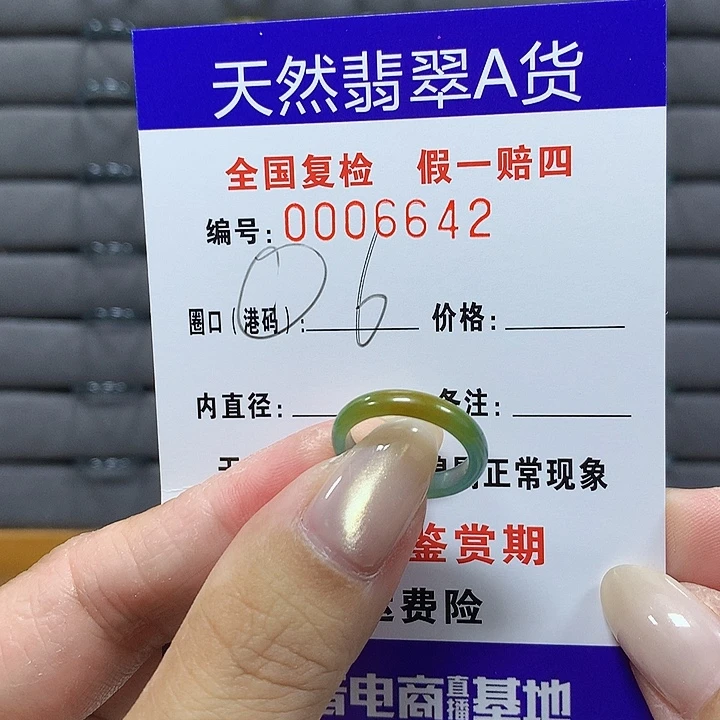 天然翡翠A货
全国复检 假一赔四
编号: 0006642
06
圈口(港码): 价格:
内直径: 备注:
正常现象
鉴赏期
费险
电商直播基地